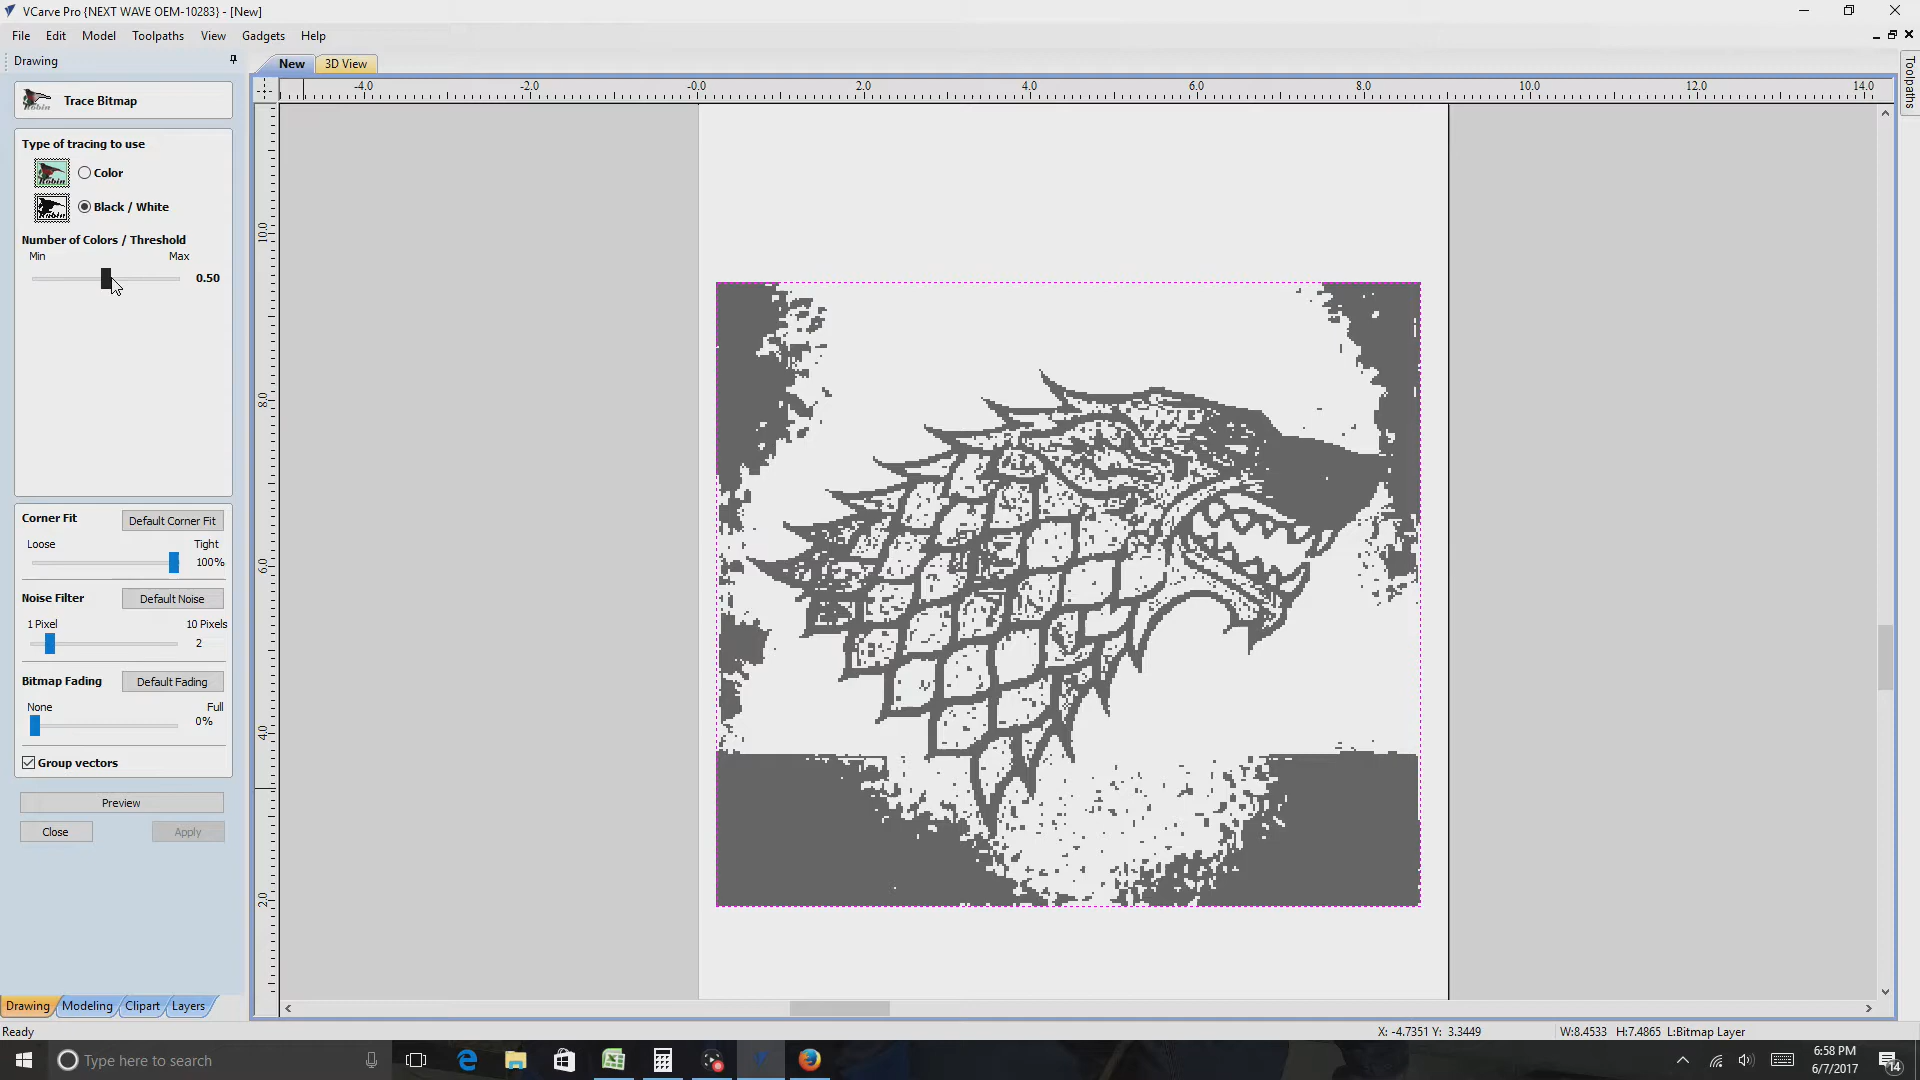 VCarve Pro {NEXT WAVE OEM-10283} - [New]
File Edit Model Toolpaths View Gadgets Help
Drawing
New 3D View
Toolpaths
Trace Bitmap
-4.0 -2.0 -0.0 2.0 4.0 6.0 8.0 10.0 12.0 14.0
Type of tracing to use
Color
Black / White
Number of Colors / Threshold
Min Max
0.50
10.0
8.0
6.0
4.0
2.0
Corner Fit Default Corner Fit
Loose Tight
100%
Noise Filter Default Noise
1 Pixel 10 Pixels
2
Bitmap Fading Default Fading
None Full
0%
Group vectors
Preview
Close Apply
Drawing Modeling Clipart Layers
Ready X: -4.7351 Y: 3.3449 W:8.4533 H:7.4865 L:Bitmap Layer
Type here to search
6:58 PM
6/7/2017
14